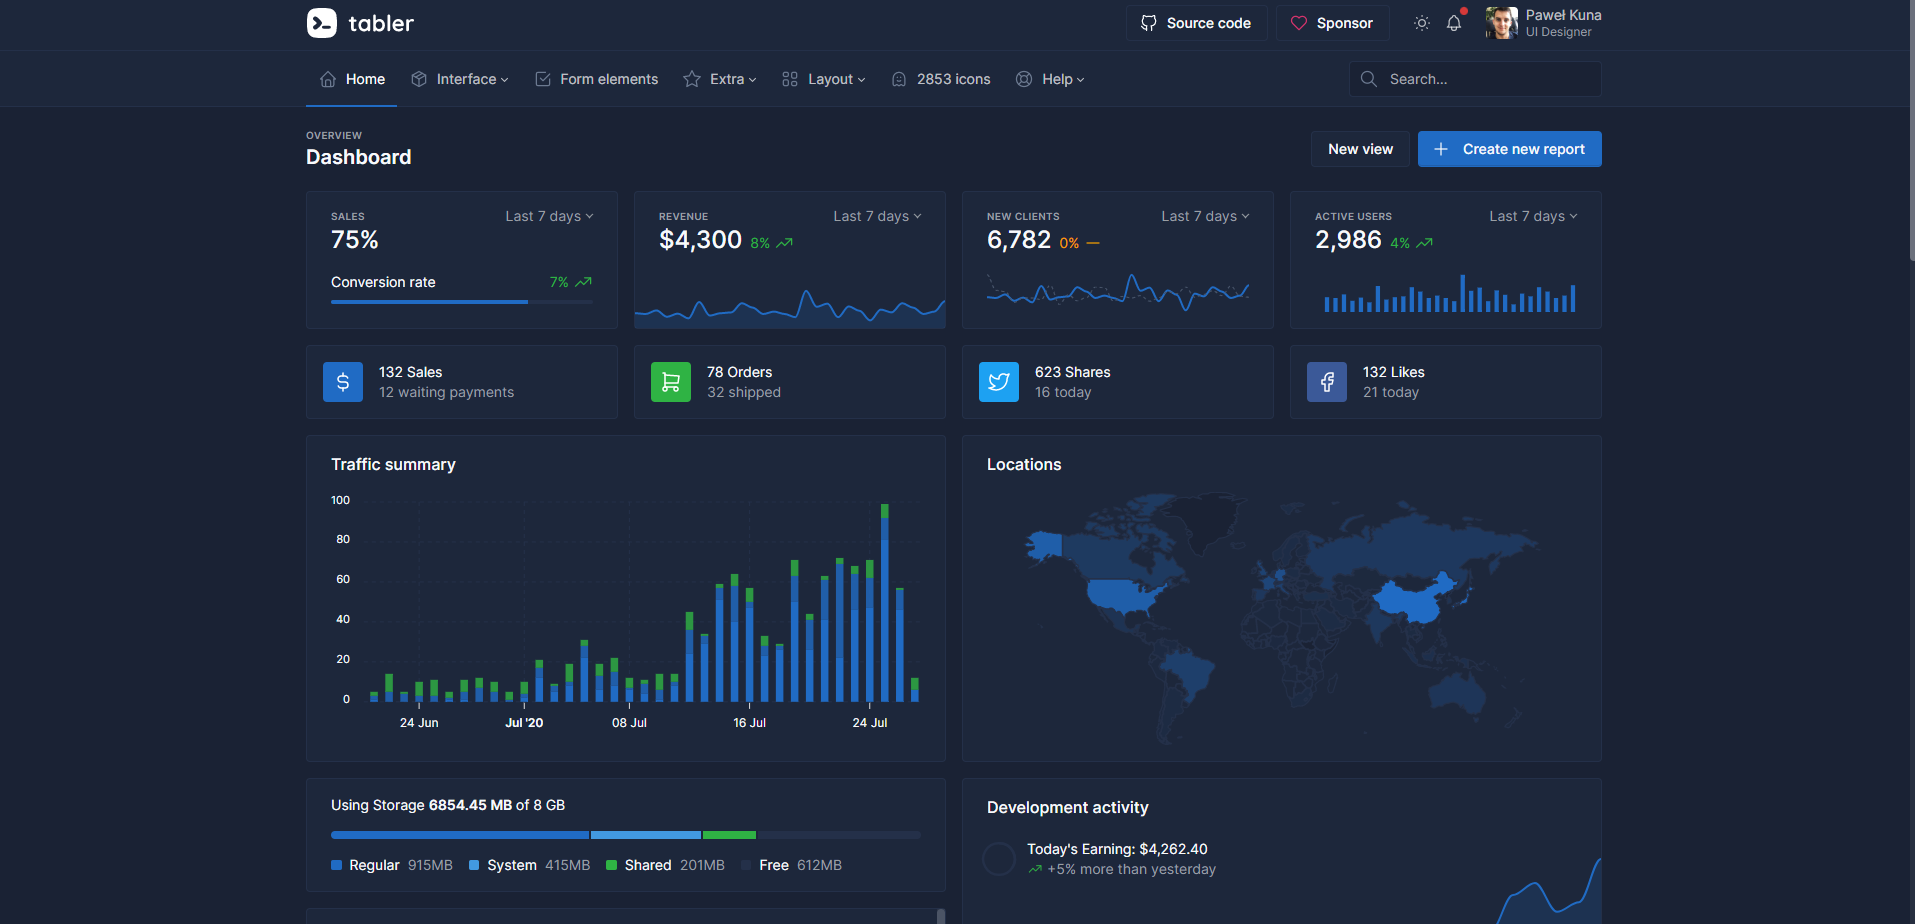 tabler
Source code
Sponsor
Paweł Kuna
UI Designer
Home
Interface
Form elements
Extra
Layout
2853 icons
Help
Search...
OVERVIEW
Dashboard
New view
Create new report
SALES
Last 7 days
75%
Conversion rate
7%
REVENUE
Last 7 days
$4,300 8%
NEW CLIENTS
Last 7 days
6,782 0%
ACTIVE USERS
Last 7 days
2,986 4%
132 Sales
12 waiting payments
78 Orders
32 shipped
623 Shares
16 today
132 Likes
21 today
Traffic summary
100
80
60
40
20
0
24 Jun
Jul '20
08 Jul
16 Jul
24 Jul
Locations
Using Storage 6854.45 MB of 8 GB
Regular 915MB
System 415MB
Shared 201MB
Free 612MB
Development activity
Today's Earning: $4,262.40
+5% more than yesterday